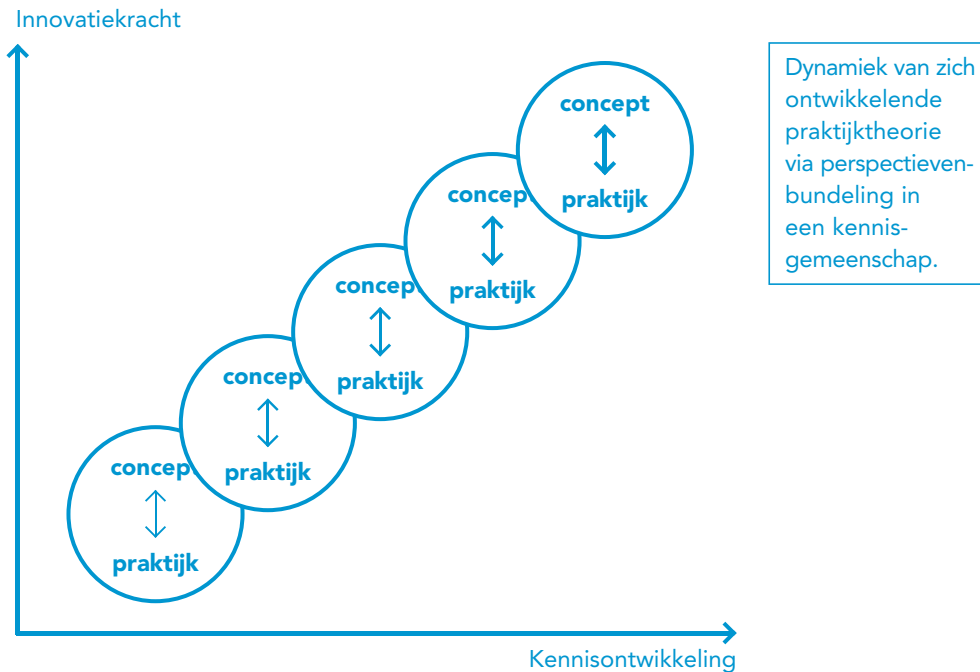 Innovatiekracht
Dynamiek van zich
ontwikkelende
praktijktheorie
via perspectieven-
bundeling in
een kennis-
gemeenschap.
concept
praktijk
concep
praktijk
concep
praktijk
concep
praktijk
concep
praktijk
Kennisontwikkeling